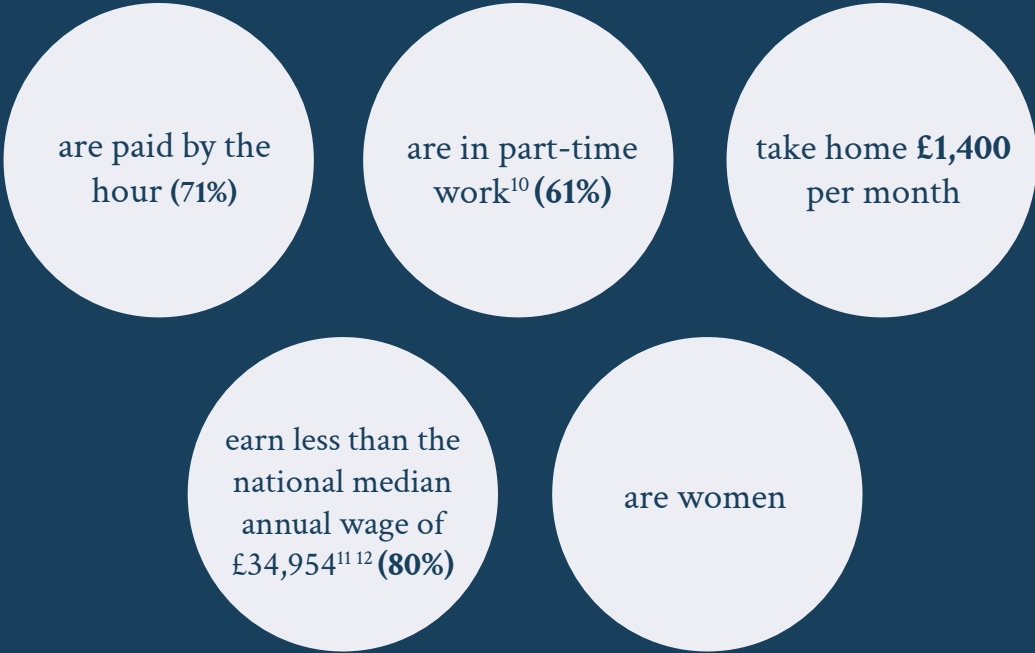 are paid by the
hour (71%)
are in part-time
work10 (61%)
take home £1,400
per month
earn less than the
national median
annual wage of
£34,95411 12 (80%)
are women